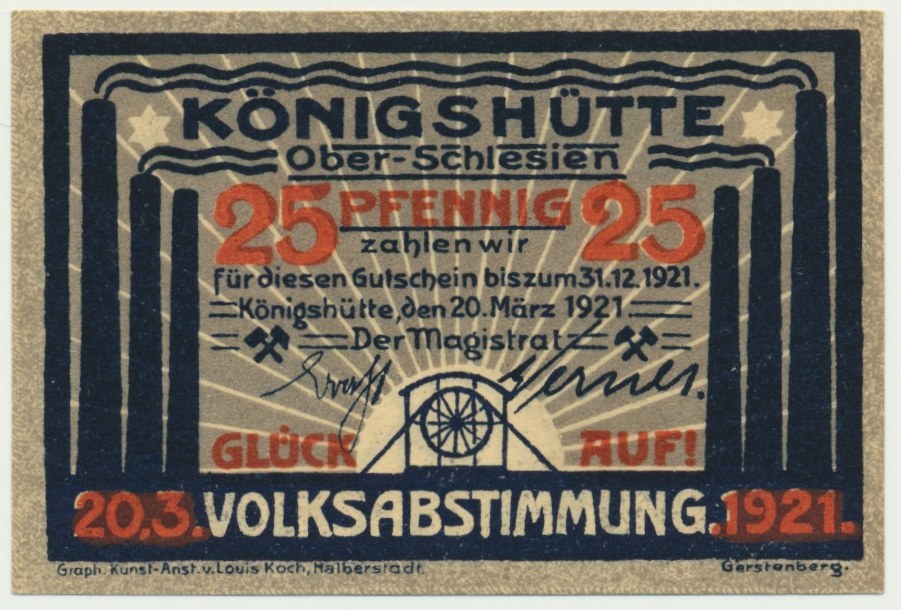 KÖNIGSHÜTTE
Ober-Schlesien
25 PFENNIG 25
zahlen wir
für diesen Gutschein bis zum 31.12.1921.
Königshütte, den 20. März 1921
Der Magistrat
GLÜCK AUF!
20.3. VOLKSABSTIMMUNG. 1921.
Graph. Kunst-Anst. v. Louis Koch, Halberstadt.
Gerstenberg.